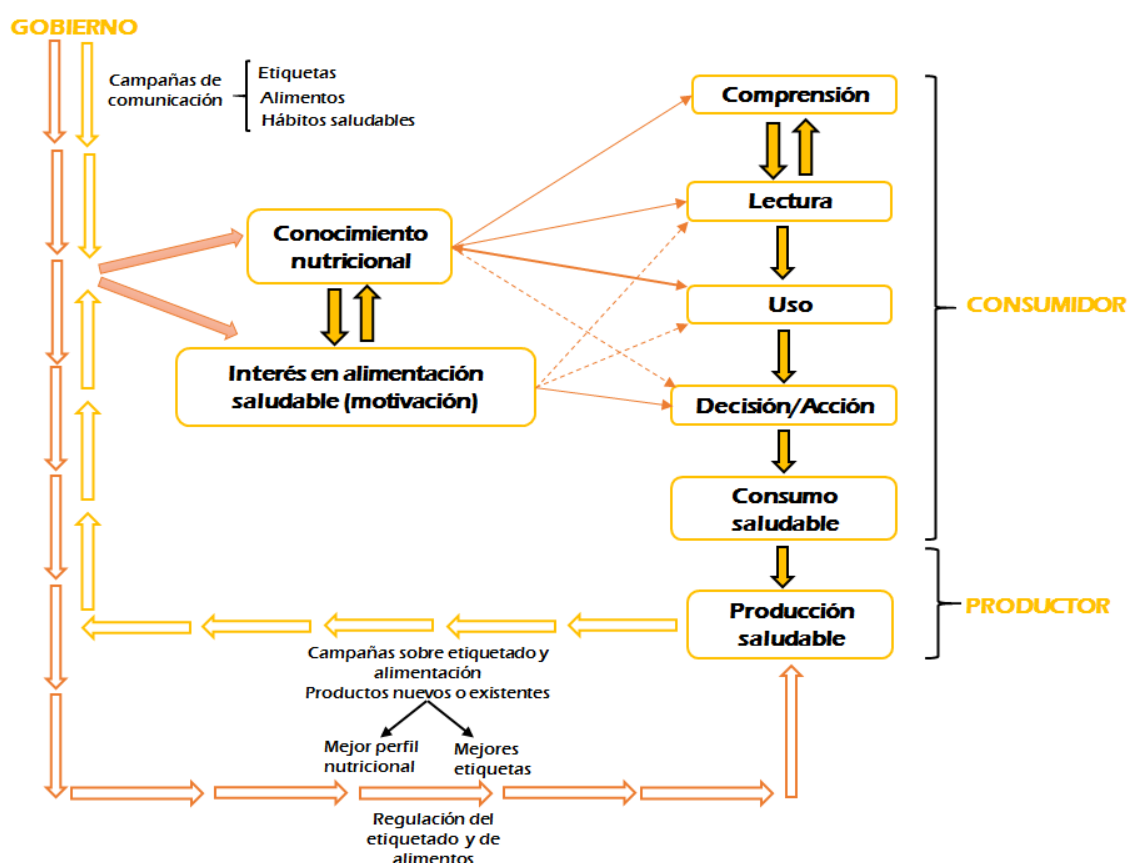 GOBIERNO
Campañas de
comunicación
Etiquetas
Alimentos
Hábitos saludables
Conocimiento
nutricional
Interés en alimentación
saludable (motivación)
Comprensión
Lectura
Uso
Decisión/Acción
Consumo
saludable
CONSUMIDOR
Producción
saludable
PRODUCTOR
Campañas sobre etiquetado y
alimentación
Productos nuevos o existentes
Mejor perfil
nutricional
Mejores
etiquetas
Regulación del
etiquetado y de
alimentos